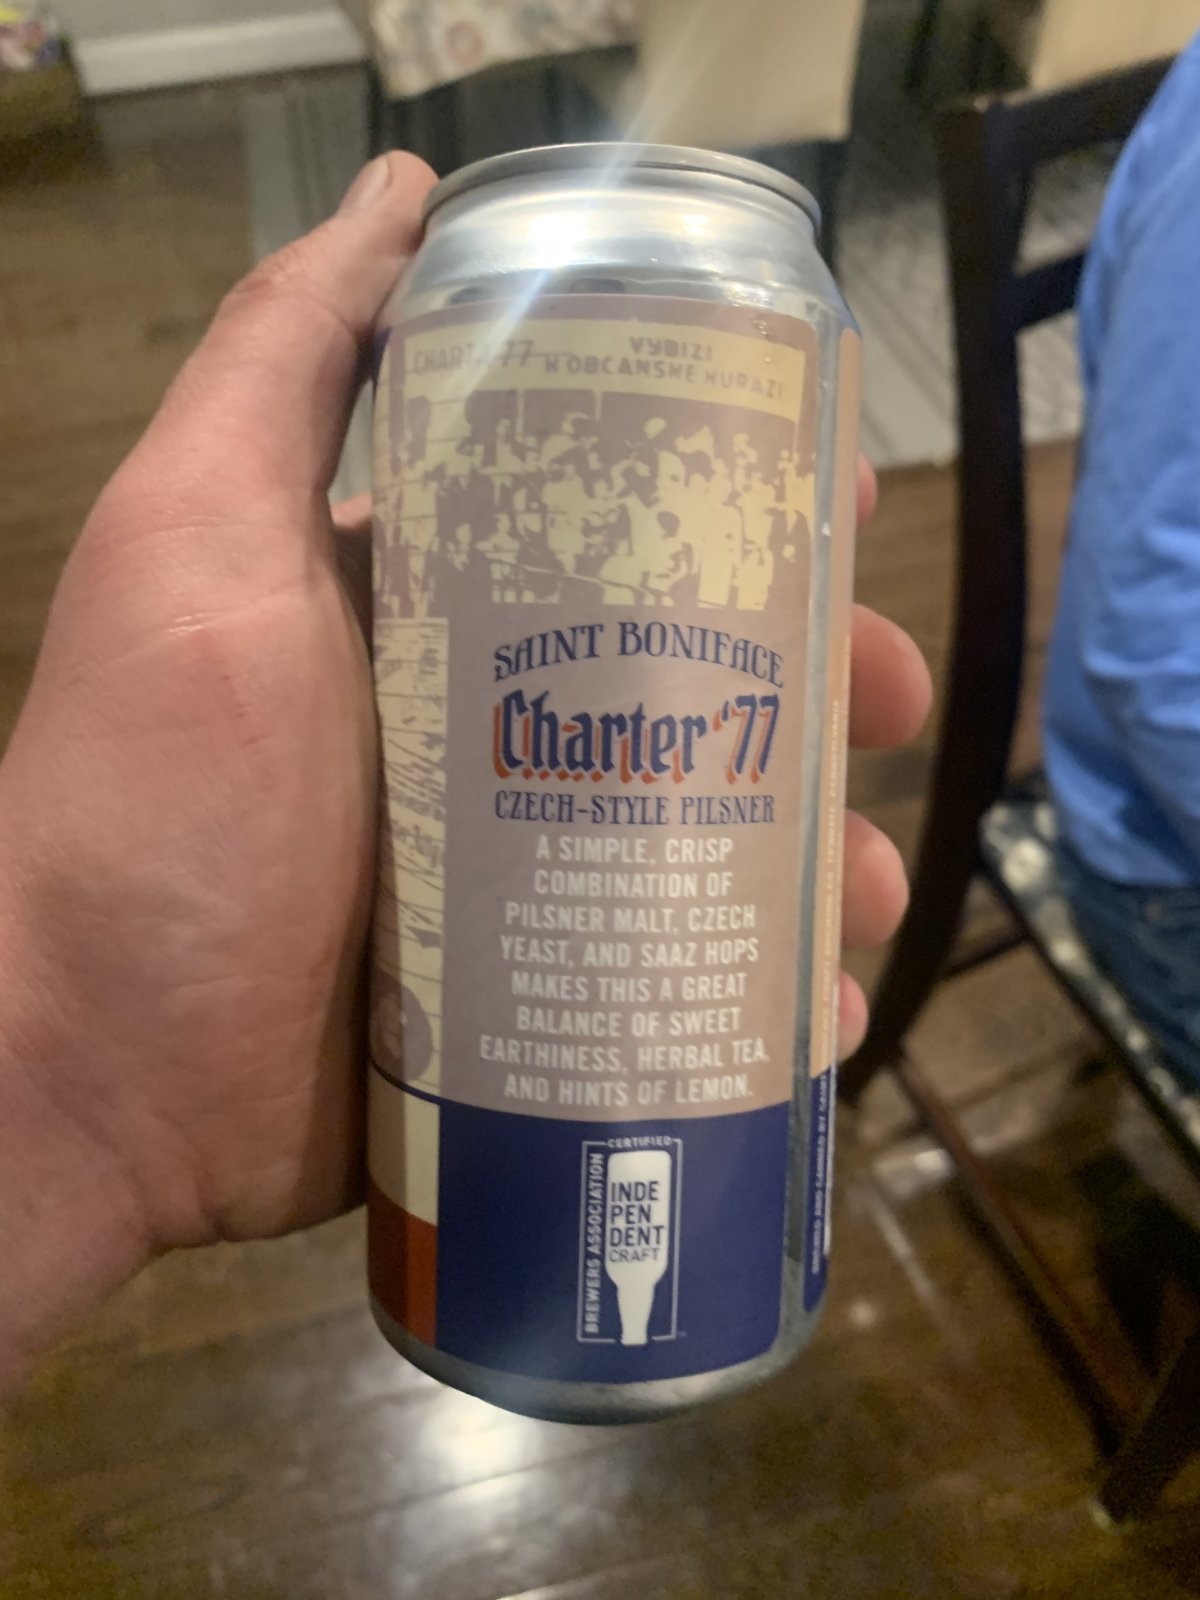 CHARTA 77
VYBIZI
K OBCANSKE KURAZI
SAINT BONIFACE
Charter '77
CZECH-STYLE PILSNER
A SIMPLE, CRISP
COMBINATION OF
PILSNER MALT, CZECH
YEAST, AND SAAZ HOPS
MAKES THIS A GREAT
BALANCE OF SWEET
EARTHINESS, HERBAL TEA,
AND HINTS OF LEMON.
CERTIFIED
BREWERS ASSOCIATION
INDE
PEN
DENT
CRAFT